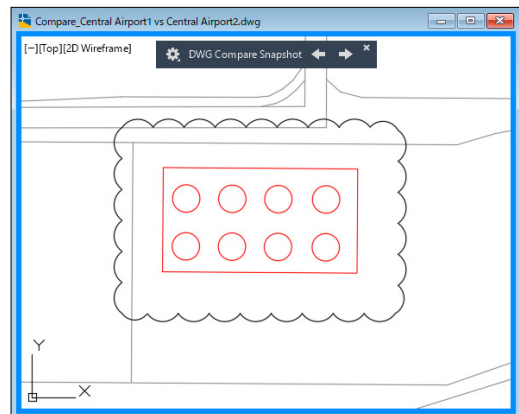 Compare_Central Airport1 vs Central Airport2.dwg
[−][Top][2D Wireframe]
DWG Compare Snapshot
Y
X